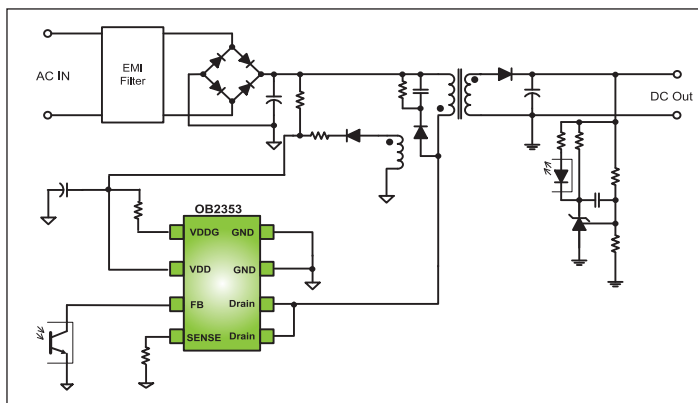 AC IN
EMI
Filter
DC Out
OB2353
VDDG
GND
VDD
GND
FB
Drain
SENSE
Drain